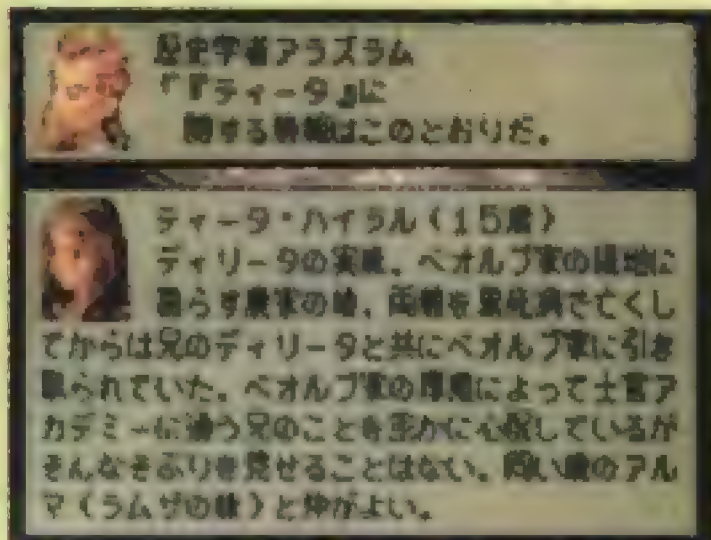 歴史学者アラズラム
『『ティータ』に
関する情報はこのとおりだ。
ティータ・ハイラル（15歳）
ディリータの実妹。ベオルブ家の領地に
暮らす農家の娘。両親を黒死病で亡くし
てからは兄のディリータと共にベオルブ家に引き
取られていた。ベオルブ家の厚意によって士官ア
カデミーに通う兄のことを密かに心配しているが
そんなそぶりを見せることはない。同い歳のアル
マ（ラムザの妹）と仲がよい。